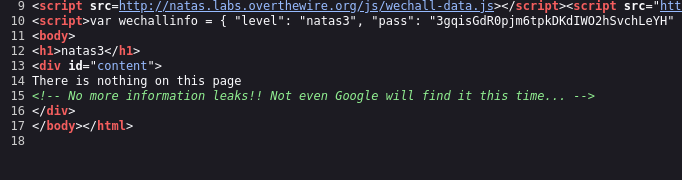 9 <script src=http://natas.labs.overthewire.org/js/wechall-data.js></script><script src="htt
10 <script>var wechallinfo = { "level": "natas3", "pass": "3gqisGdR0pjm6tpkDKdIWO2hSvchLeYH"
11 <body>
12 <h1>natas3</h1>
13 <div id="content">
14 There is nothing on this page
15 <!-- No more information leaks!! Not even Google will find it this time... -->
16 </div>
17 </body></html>
18